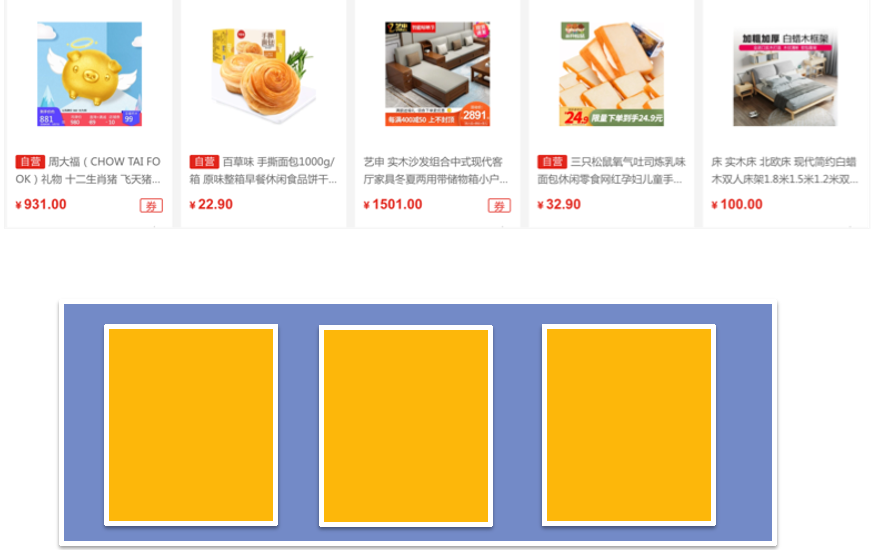 881
99
自营 周大福（CHOW TAI FO
OK）礼物 十二生肖猪 飞天猪...
¥ 931.00
券
自营 百草味 手撕面包1000g/
箱 原味整箱早餐休闲食品饼干...
¥ 22.90
艺申
2891
每满400减50 上不封顶
艺申 实木沙发组合中式现代客
厅家具冬夏两用带储物箱小户...
¥ 1501.00
券
24.9 限量下单到手24.9元
自营 三只松鼠氧气吐司炼乳味
面包休闲零食网红孕妇儿童手...
¥ 32.90
加粗加厚 白蜡木框架
床 实木床 北欧床 现代简约白蜡
木双人床架1.8米1.5米1.2米双...
¥ 100.00